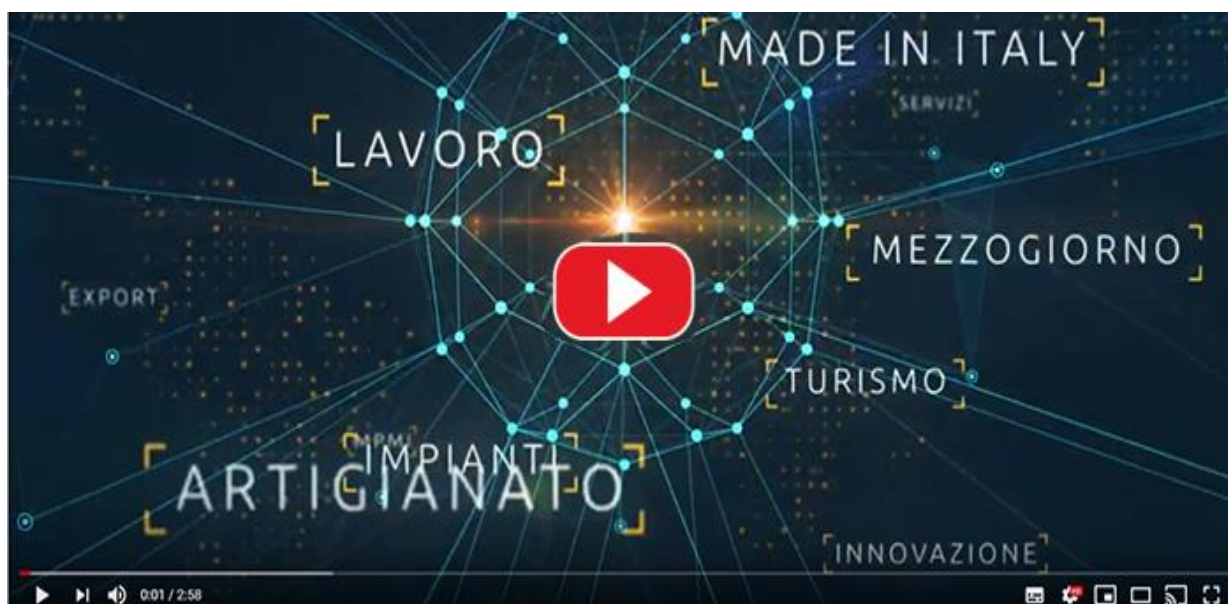 MADE IN ITALY
SERVIZI
LAVORO
MEZZOGIORNO
EXPORT
TURISMO
MPMI
IMPIANTI
ARTIGIANATO
INNOVAZIONE
0:01 / 2:58